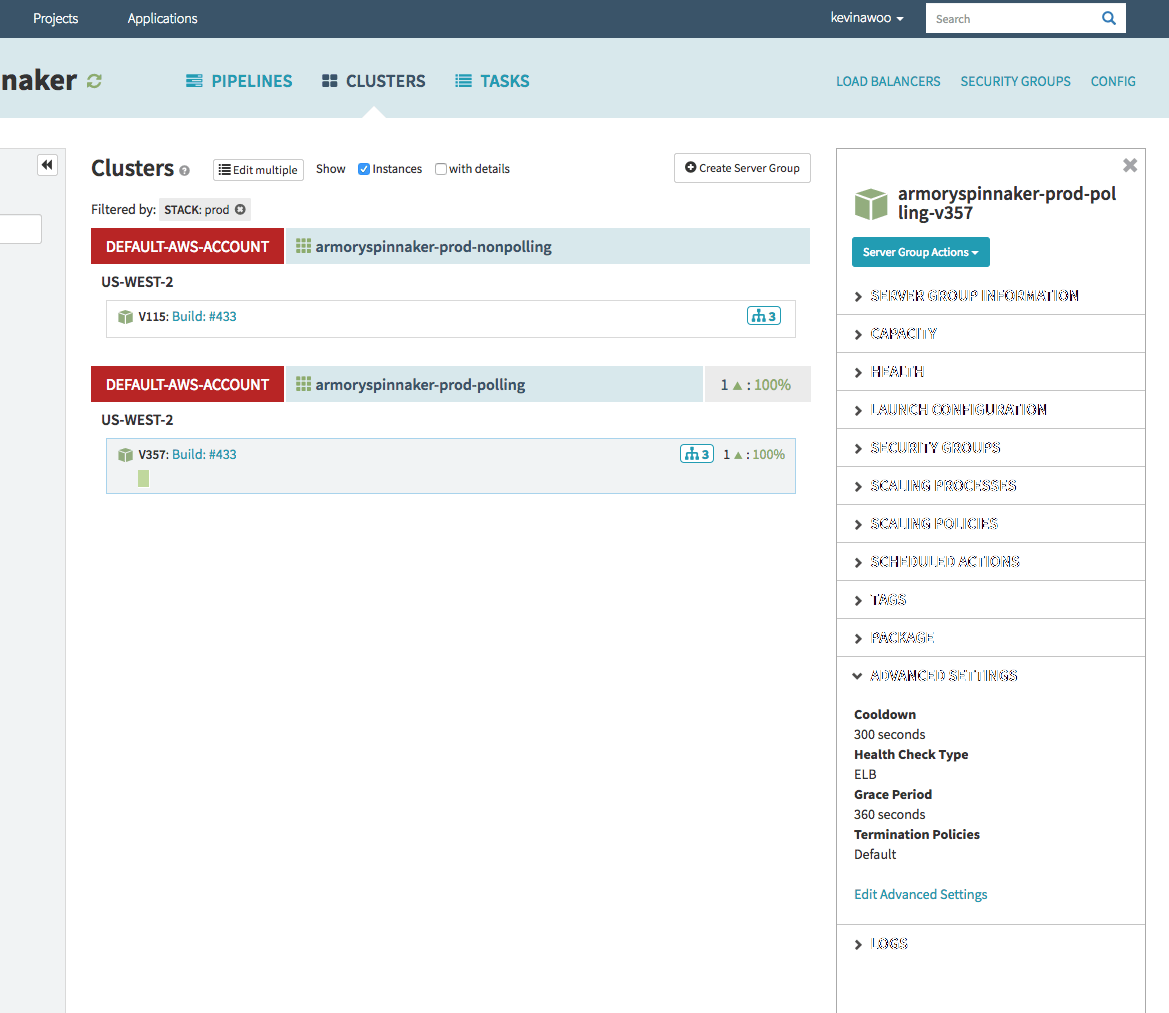 Projects Applications kevinawoo Search
naker PIPELINES CLUSTERS TASKS LOAD BALANCERS SECURITY GROUPS CONFIG
Clusters Edit multiple Show Instances with details Create Server Group
Filtered by: STACK: prod
DEFAULT-AWS-ACCOUNT armoryspinnaker-prod-nonpolling
US-WEST-2
V115: Build: #433 3
DEFAULT-AWS-ACCOUNT armoryspinnaker-prod-polling 1 : 100%
US-WEST-2
V357: Build: #433 3 1 : 100%
armoryspinnaker-prod-pol
ling-v357
Server Group Actions
SERVER GROUP INFORMATION
CAPACITY
HEALTH
LAUNCH CONFIGURATION
SECURITY GROUPS
SCALING PROCESSES
SCALING POLICIES
SCHEDULED ACTIONS
TAGS
PACKAGE
ADVANCED SETTINGS
Cooldown
300 seconds
Health Check Type
ELB
Grace Period
360 seconds
Termination Policies
Default
Edit Advanced Settings
LOGS